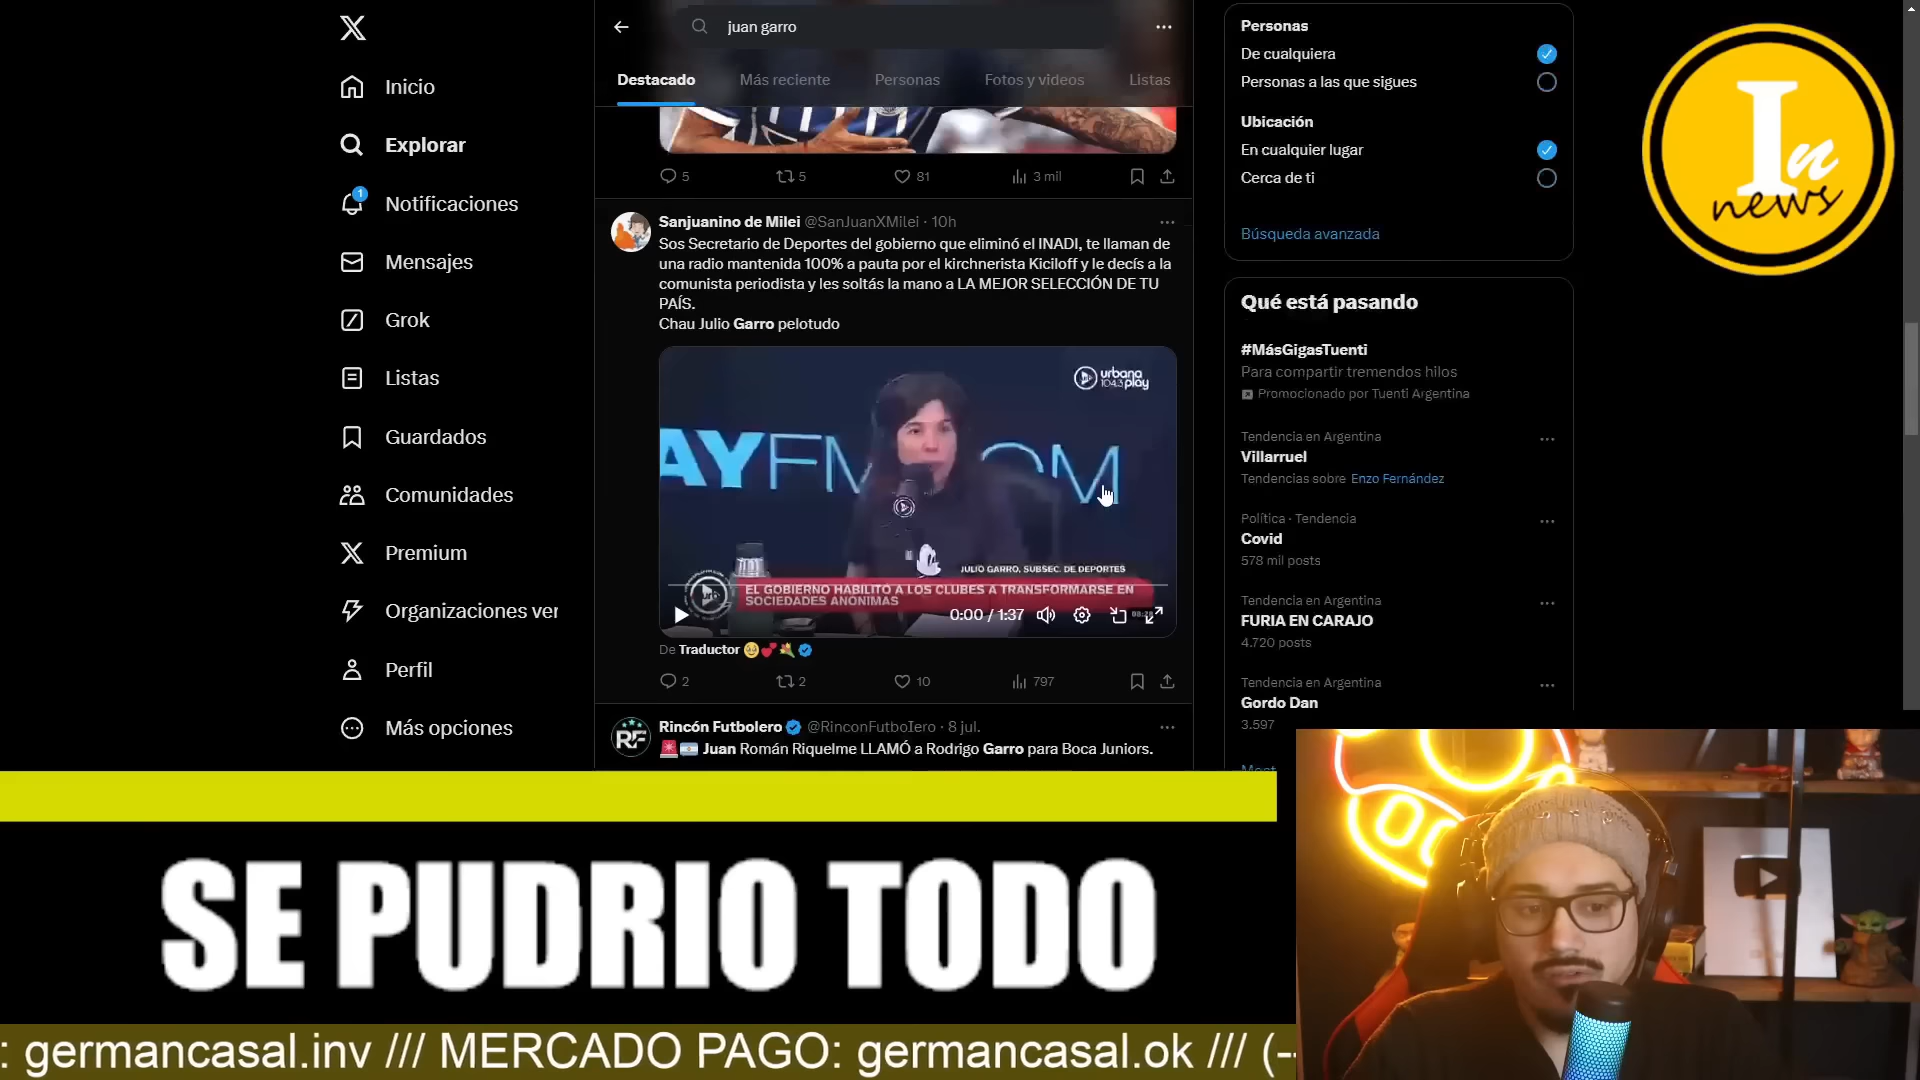 juan garro
Destacado
Más reciente
Personas
Fotos y videos
Listas
Inicio
Explorar
1
Notificaciones
Mensajes
Grok
Listas
Guardados
Comunidades
Premium
Organizaciones ver
Perfil
Más opciones
5
5
81
3 mil
Sanjuanino de Milei @SanJuanXMilei · 10h
Sos Secretario de Deportes del gobierno que eliminó el INADI, te llaman de
una radio mantenida 100% a pauta por el kirchnerista Kiciloff y le decís a la
comunista periodista y les soltás la mano a LA MEJOR SELECCIÓN DE TU
PAÍS.
Chau Julio Garro pelotudo
urbana
104.3 play
AYFM.COM
JULIO GARRO, SUBSEC. DE DEPORTES
EL GOBIERNO HABILITÓ A LOS CLUBES A TRANSFORMARSE EN
SOCIEDADES ANÓNIMAS
0:00 / 1:37
De Traductor
2
2
10
797
RF
Rincón Futbolero @RinconFutbolero · 8 jul.
Juan Román Riquelme LLAMÓ a Rodrigo Garro para Boca Juniors.
Personas
De cualquiera
Personas a las que sigues
Ubicación
En cualquier lugar
Cerca de ti
Búsqueda avanzada
Qué está pasando
#MásGigasTuenti
Para compartir tremendos hilos
Promocionado por Tuenti Argentina
Tendencia en Argentina
Villarruel
Tendencias sobre Enzo Fernández
Política · Tendencia
Covid
578 mil posts
Tendencia en Argentina
FURIA EN CARAJO
4.720 posts
Tendencia en Argentina
Gordo Dan
3.597
In
news
SE PUDRIO TODO
: germancasal.inv /// MERCADO PAGO: germancasal.ok /// (--